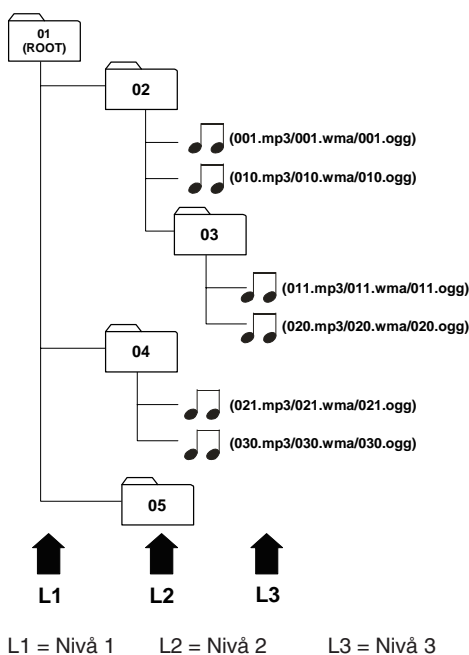 01
(ROOT)
02
(001.mp3/001.wma/001.ogg)
(010.mp3/010.wma/010.ogg)
03
(011.mp3/011.wma/011.ogg)
(020.mp3/020.wma/020.ogg)
04
(021.mp3/021.wma/021.ogg)
(030.mp3/030.wma/030.ogg)
05
L1 L2 L3
L1 = Nivå 1 L2 = Nivå 2 L3 = Nivå 3